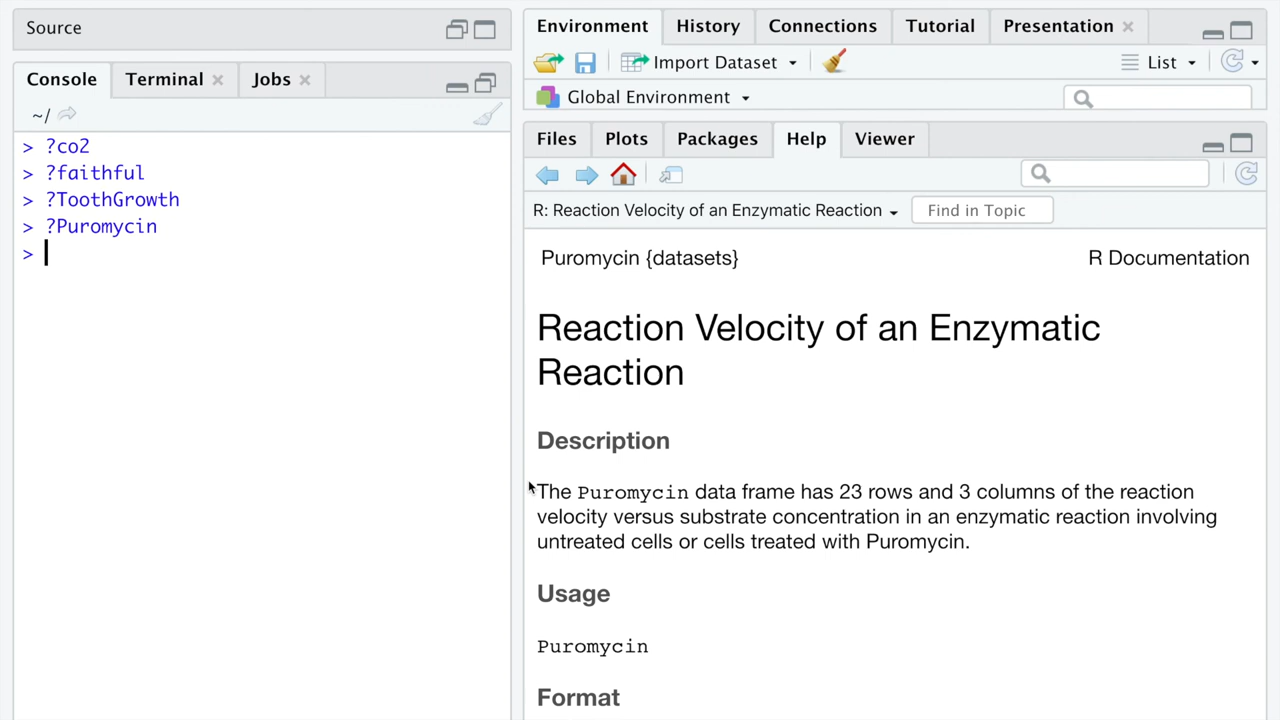 Source
Console Terminal Jobs
~/
> ?co2
> ?faithful
> ?ToothGrowth
> ?Puromycin
>
Environment History Connections Tutorial Presentation
Import Dataset List
Global Environment
Files Plots Packages Help Viewer
R: Reaction Velocity of an Enzymatic Reaction Find in Topic
Puromycin {datasets} R Documentation
Reaction Velocity of an Enzymatic
Reaction
Description
The Puromycin data frame has 23 rows and 3 columns of the reaction
velocity versus substrate concentration in an enzymatic reaction involving
untreated cells or cells treated with Puromycin.
Usage
Puromycin
Format